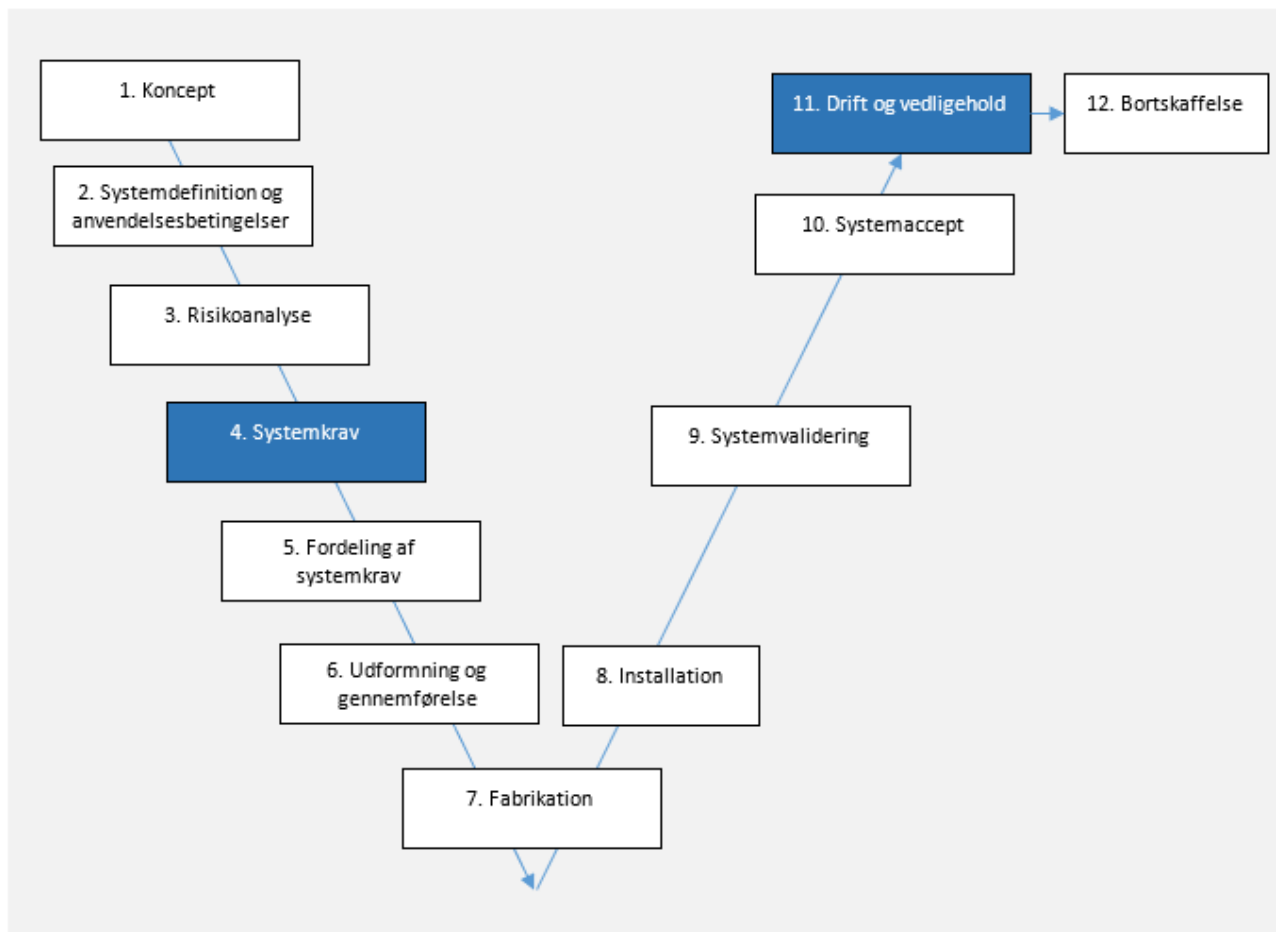 1. Koncept
2. Systemdefinition og
anvendelsesbetingelser
3. Risikoanalyse
4. Systemkrav
5. Fordeling af
systemkrav
6. Udformning og
gennemførelse
7. Fabrikation
8. Installation
9. Systemvalidering
10. Systemaccept
11. Drift og vedligehold
12. Bortskaffelse